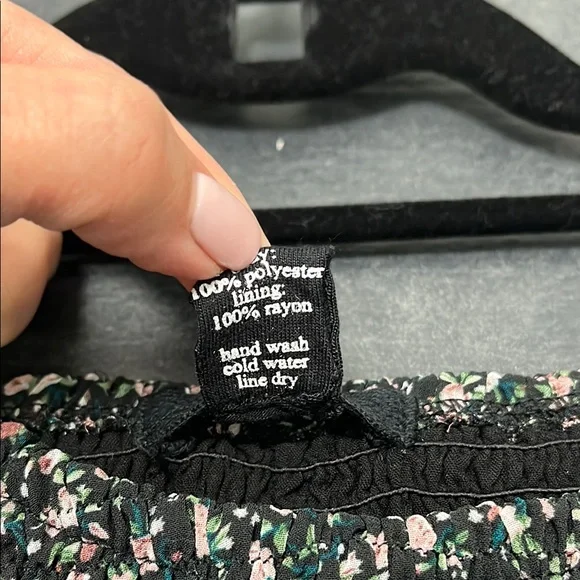 100% polyester
lining:
100% rayon
hand wash
cold water
line dry